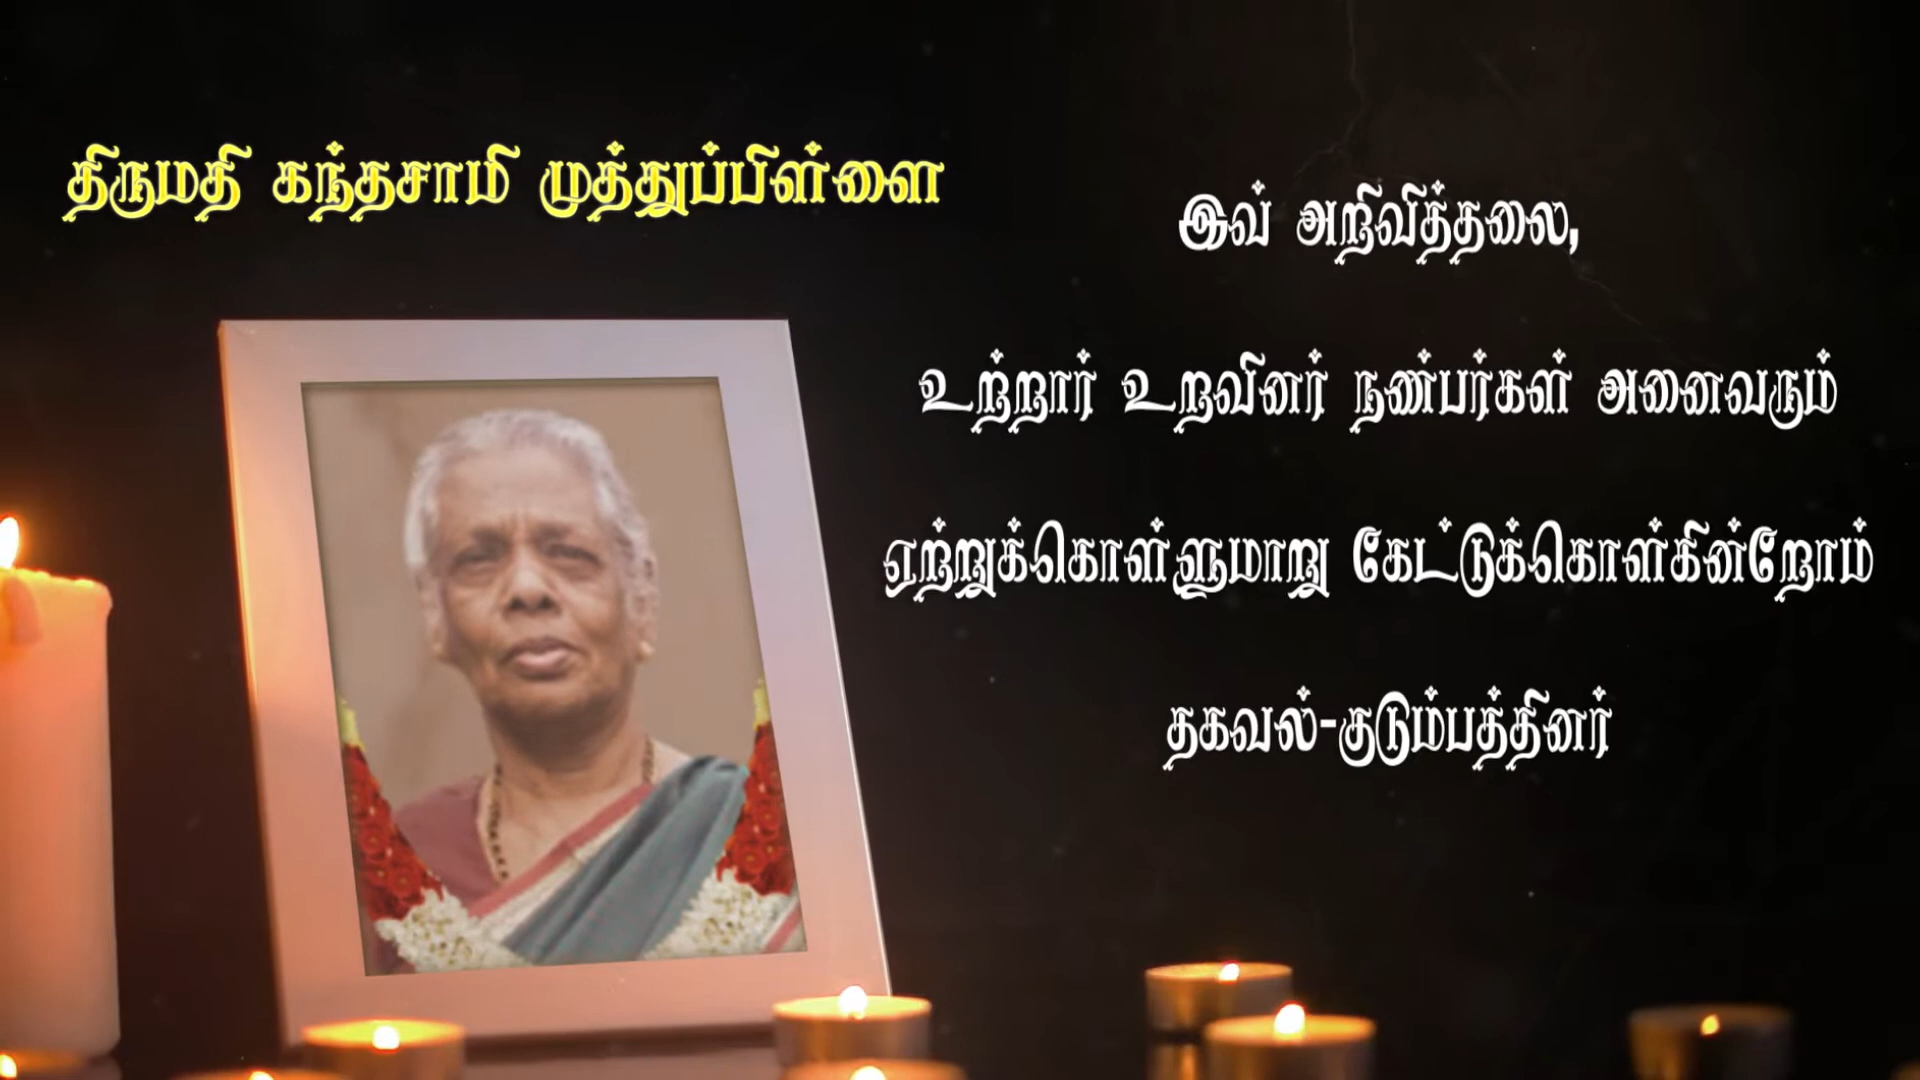 திருமதி கந்தசாமி முத்துப்பிள்ளை
இவ் அறிவித்தலை,
உற்றார் உறவினர் நண்பர்கள் அனைவரும்
ஏற்றுக்கொள்ளுமாறு கேட்டுக்கொள்கின்றோம்
தகவல்-குடும்பத்தினர்